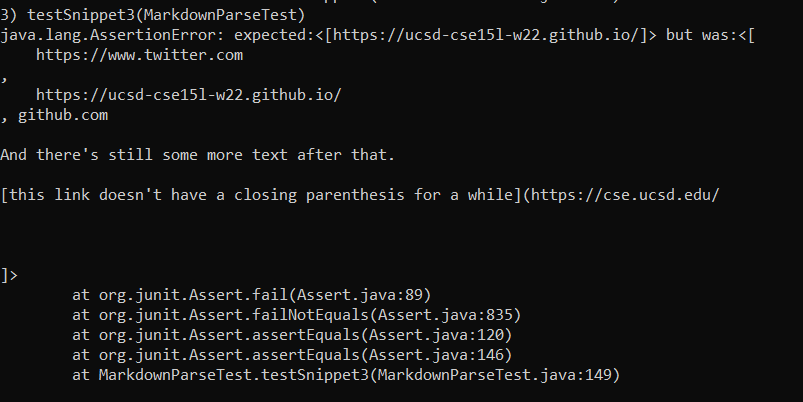 3) testSnippet3(MarkdownParseTest)
java.lang.AssertionError: expected:<[https://ucsd-cse15l-w22.github.io/]> but was:<[
    https://www.twitter.com
,
    https://ucsd-cse15l-w22.github.io/
, github.com

And there's still some more text after that.

[this link doesn't have a closing parenthesis for a while](https://cse.ucsd.edu/



]>
        at org.junit.Assert.fail(Assert.java:89)
        at org.junit.Assert.failNotEquals(Assert.java:835)
        at org.junit.Assert.assertEquals(Assert.java:120)
        at org.junit.Assert.assertEquals(Assert.java:146)
        at MarkdownParseTest.testSnippet3(MarkdownParseTest.java:149)